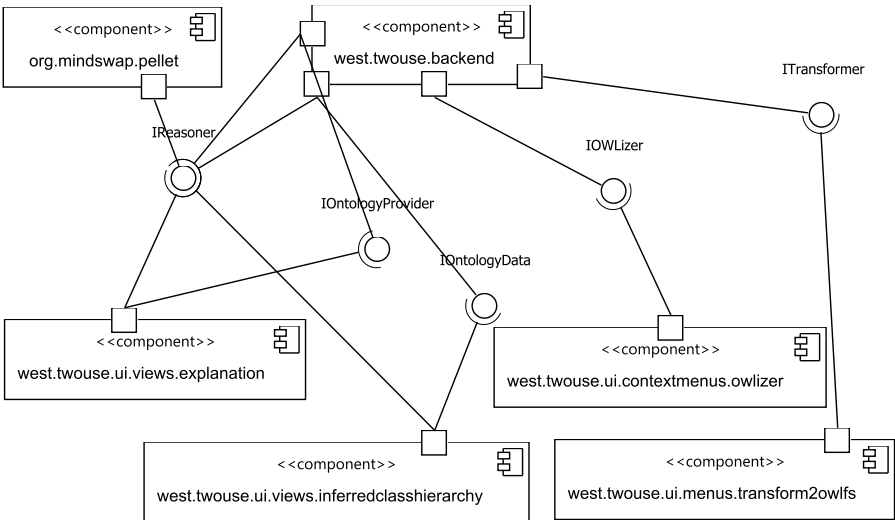 <<component>>
org.mindswap.pellet
<<component>>
west.twouse.backend
ITransformer
IReasoner
IOWLizer
IOntologyProvider
IOntologyData
<<component>>
west.twouse.ui.views.explanation
<<component>>
west.twouse.ui.contextmenus.owlizer
<<component>>
west.twouse.ui.views.inferredclasshierarchy
<<component>>
west.twouse.ui.menus.transform2owlfs